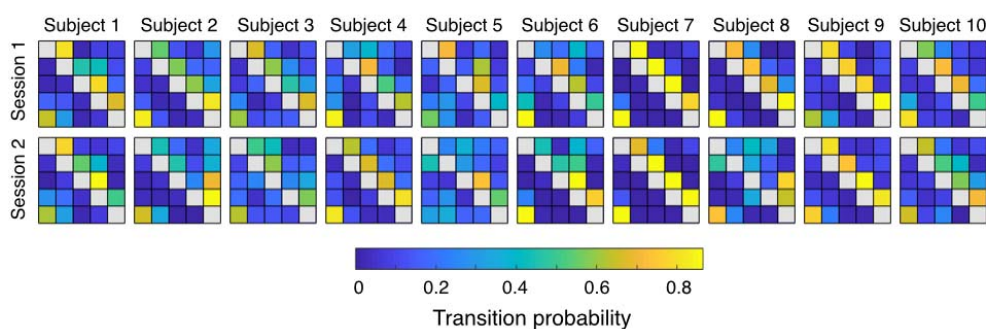 Subject 1 Subject 2 Subject 3 Subject 4 Subject 5 Subject 6 Subject 7 Subject 8 Subject 9 Subject 10
Session 1
Session 2
0 0.2 0.4 0.6 0.8
Transition probability